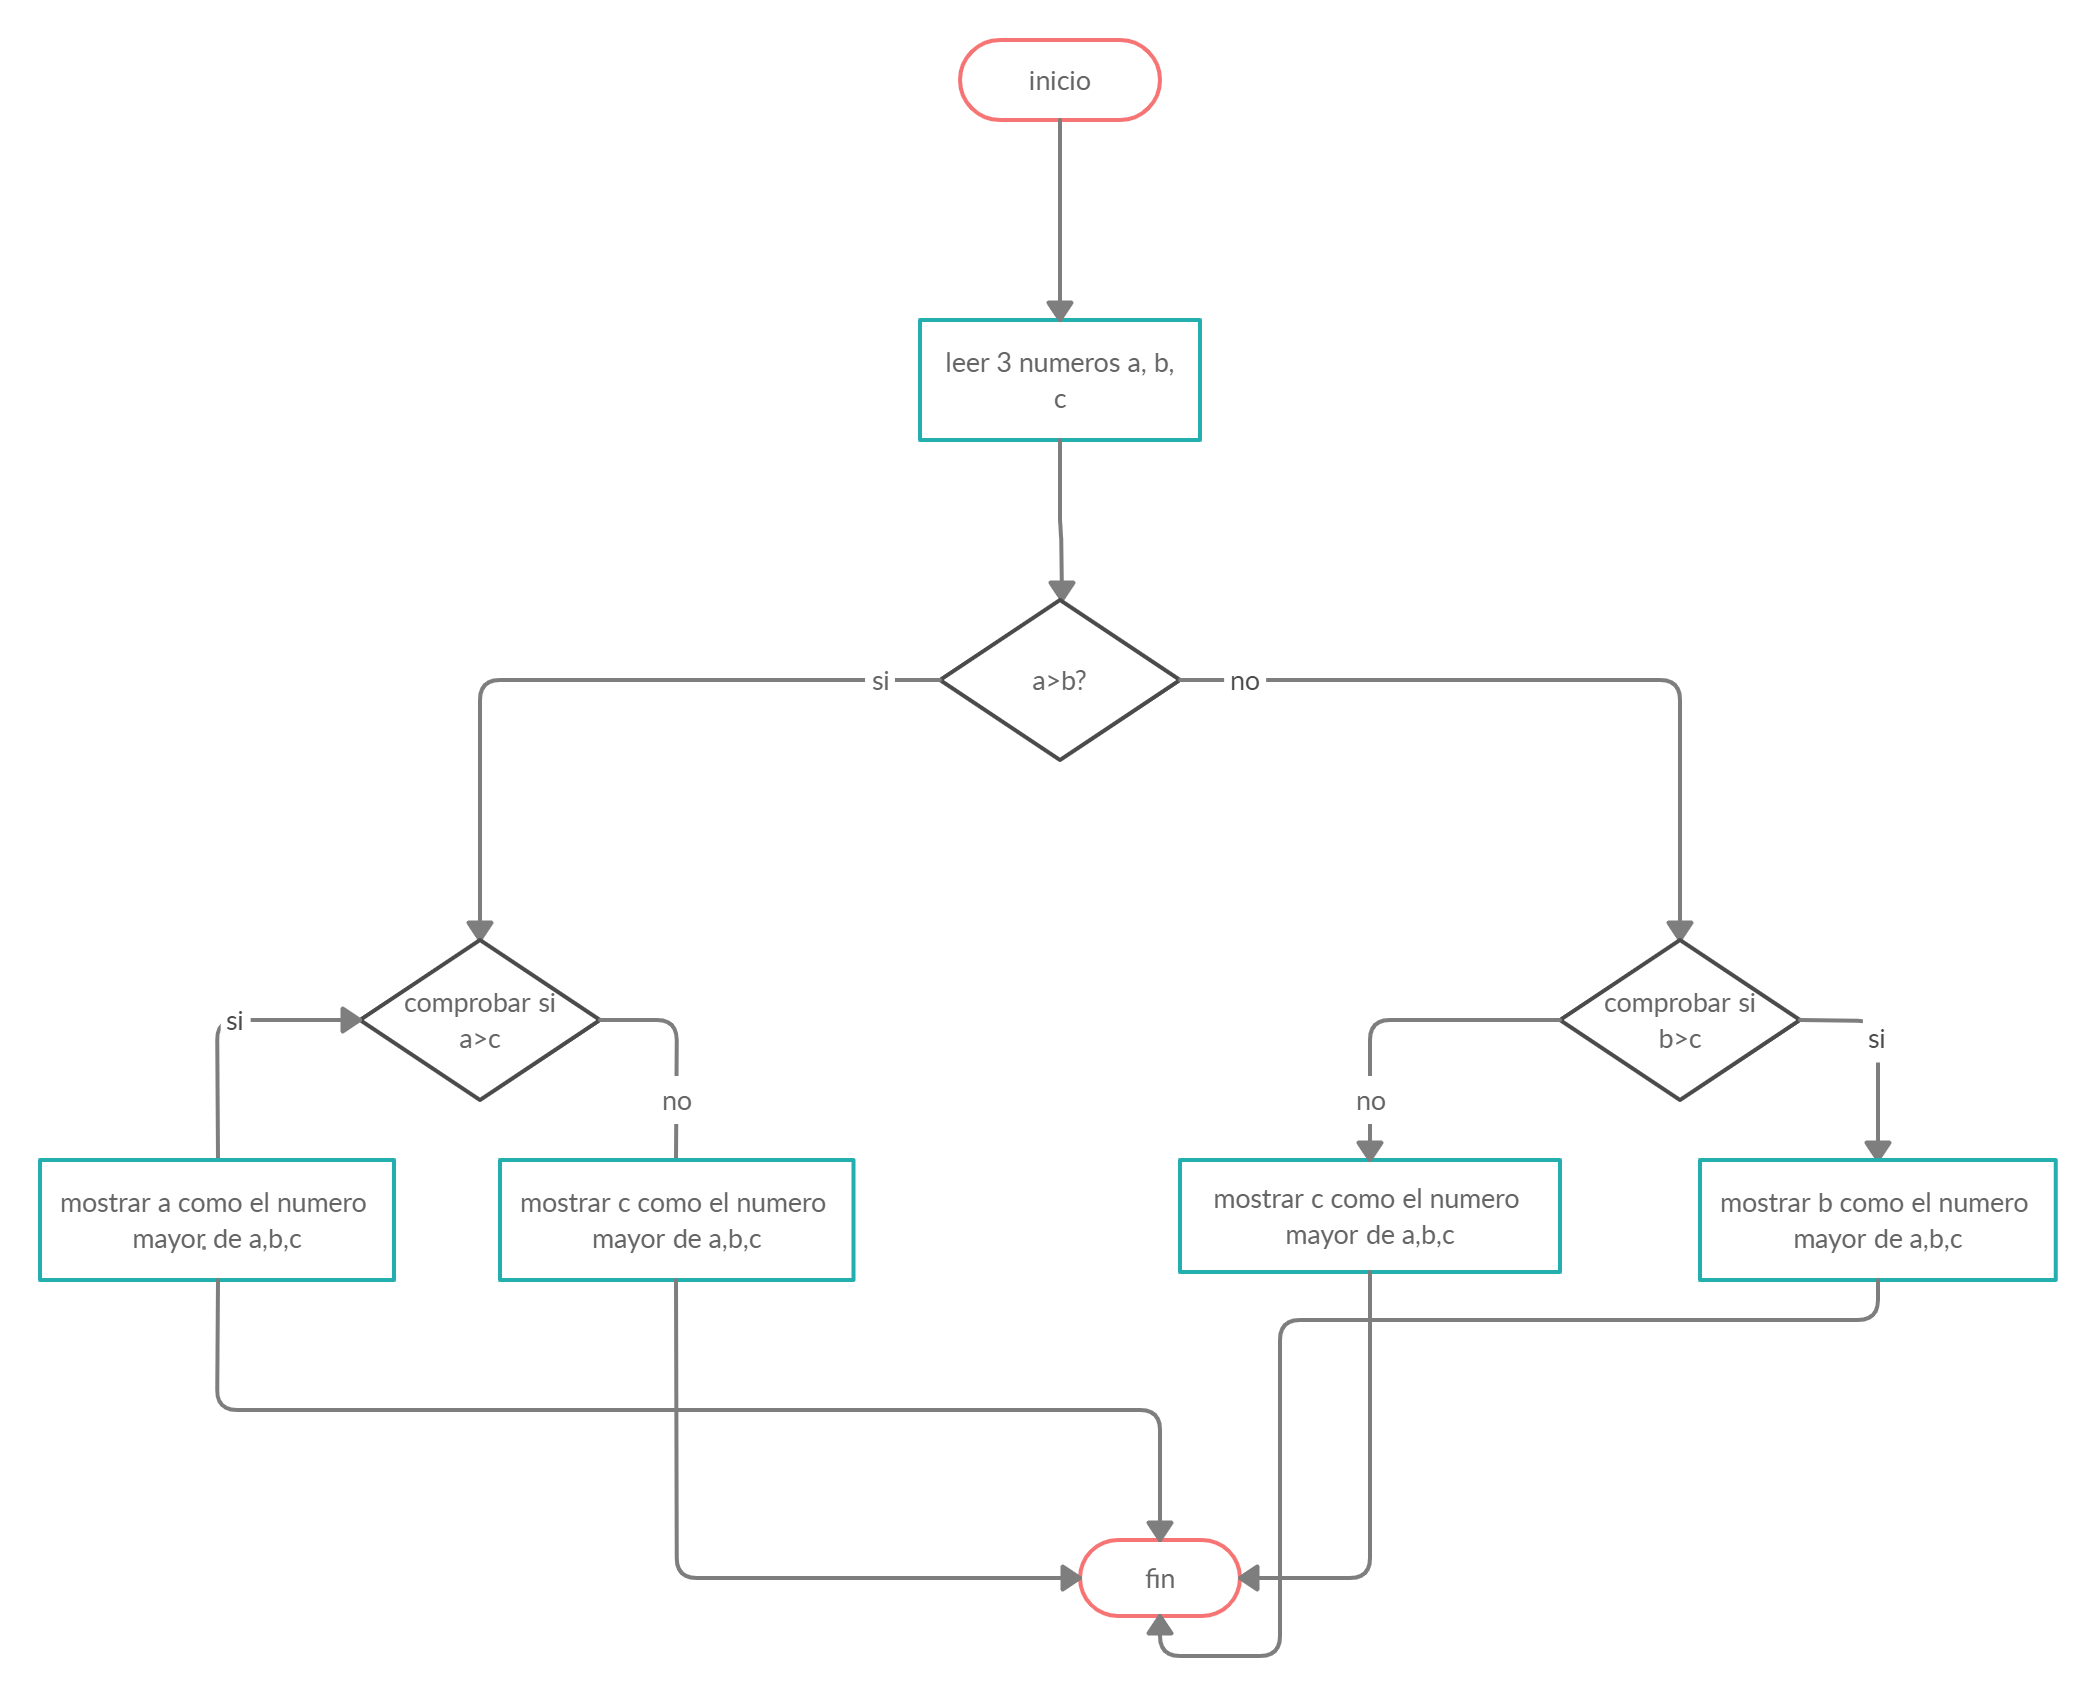 inicio
leer 3 numeros a, b,
c
a>b?
si
no
comprobar si
a>c
si
no
comprobar si
b>c
no
si
mostrar a como el numero
mayor. de a,b,c
mostrar c como el numero
mayor de a,b,c
mostrar c como el numero
mayor de a,b,c
mostrar b como el numero
mayor de a,b,c
fin